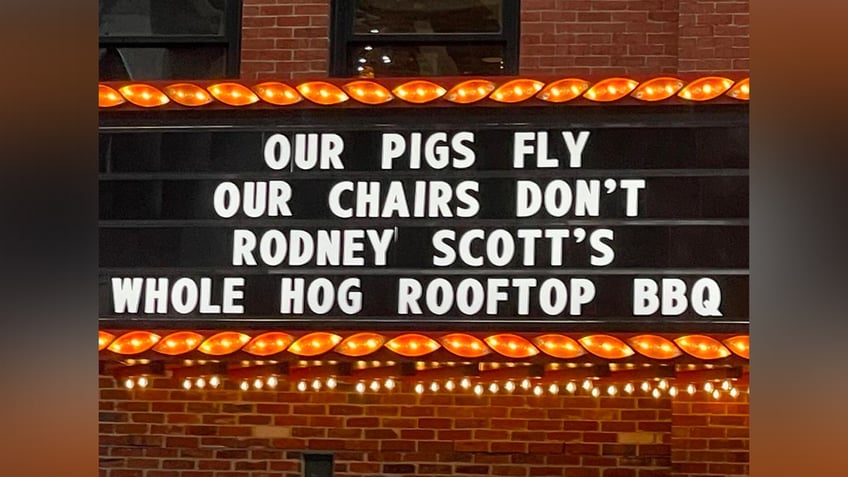 OUR PIGS FLY
OUR CHAIRS DON'T
RODNEY SCOTT'S
WHOLE HOG ROOFTOP BBQ